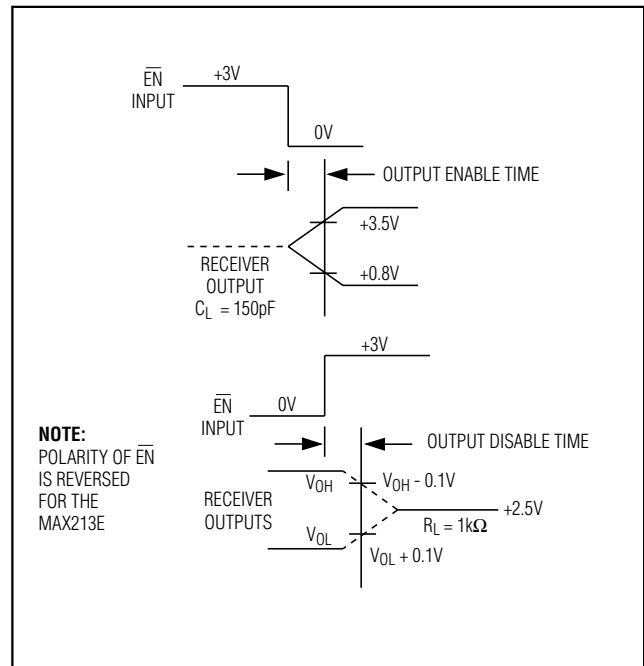 EN +3V
INPUT
0V
OUTPUT ENABLE TIME
+3.5V
+0.8V
RECEIVER
OUTPUT
CL = 150pF
+3V
0V
EN
INPUT
OUTPUT DISABLE TIME
NOTE:
POLARITY OF EN
IS REVERSED
FOR THE
MAX213E
RECEIVER
OUTPUTS
VOH
VOH - 0.1V
+2.5V
RL = 1kΩ
VOL
VOL + 0.1V